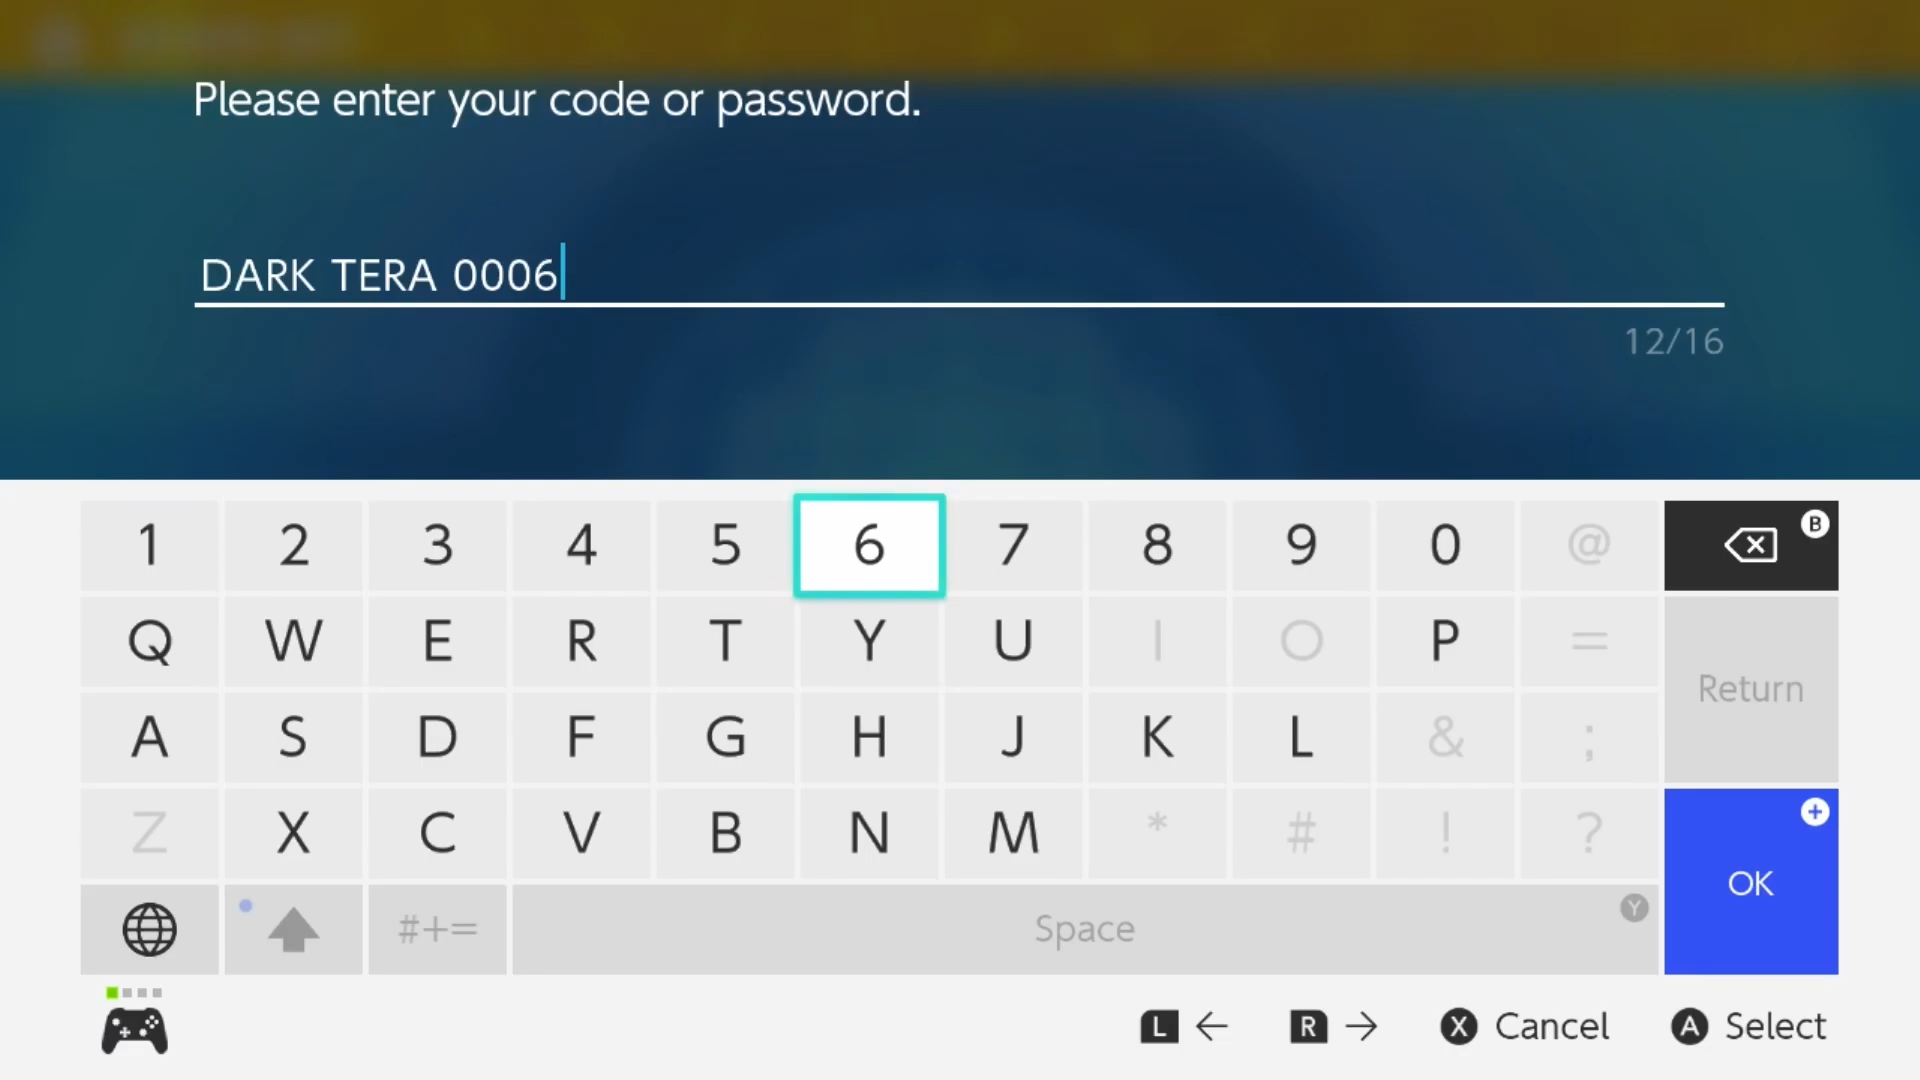 Please enter your code or password.
DARK TERA 0006
12/16
1 2 3 4 5 6 7 8 9 0 @ B
Q W E R T Y U I O P =
Return
A S D F G H J K L & ;
Z X C V B N M * # ! ? +
OK
#+= Space Y
L ← R → X Cancel A Select